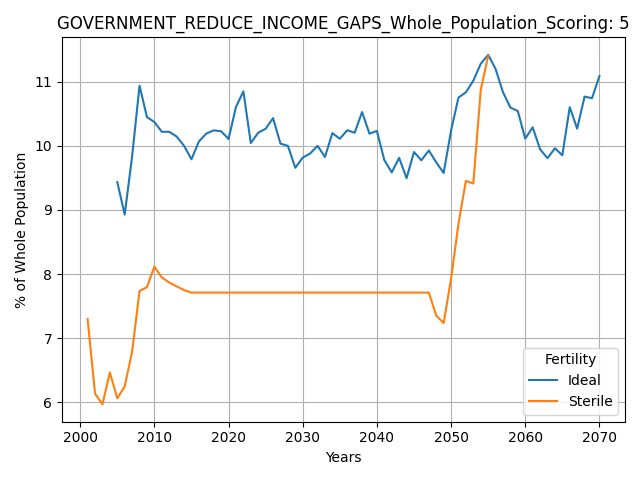 GOVERNMENT_REDUCE_INCOME_GAPS_Whole_Population_Scoring: 5
% of Whole Population
11
10
9
8
7
6
Fertility
Ideal
Sterile
2000 2010 2020 2030 2040 2050 2060 2070
Years